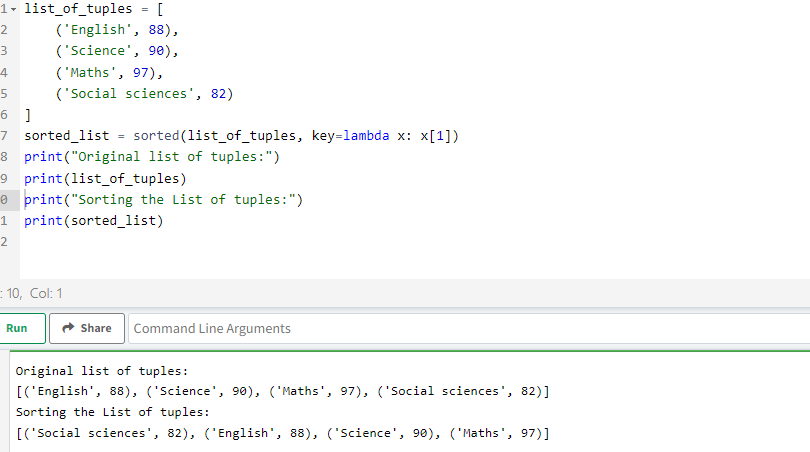 1 list_of_tuples = [
2     ('English', 88),
3     ('Science', 90),
4     ('Maths', 97),
5     ('Social sciences', 82)
6 ]
7 sorted_list = sorted(list_of_tuples, key=lambda x: x[1])
8 print("Original list of tuples:")
9 print(list_of_tuples)
0 print("Sorting the List of tuples:")
1 print(sorted_list)
2
: 10, Col: 1
Run Share Command Line Arguments
Original list of tuples:
[('English', 88), ('Science', 90), ('Maths', 97), ('Social sciences', 82)]
Sorting the List of tuples:
[('Social sciences', 82), ('English', 88), ('Science', 90), ('Maths', 97)]